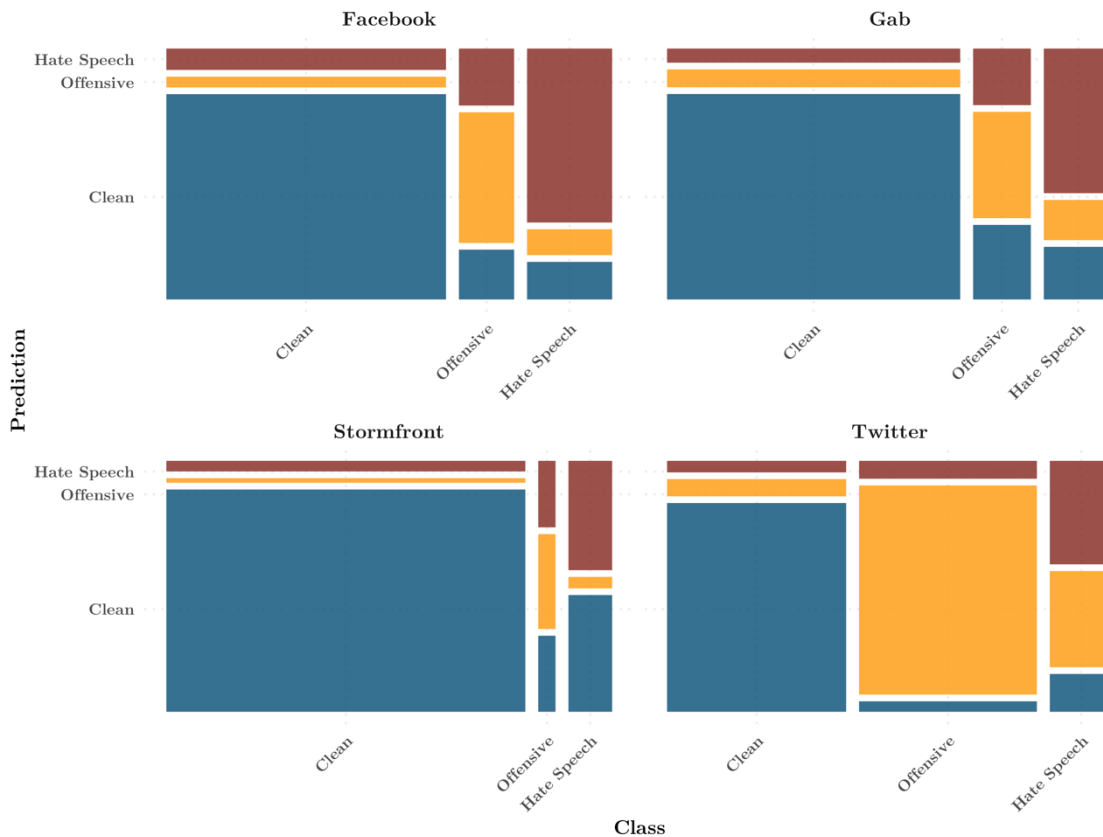 Facebook
Gab
Hate Speech
Offensive
Clean
Clean
Offensive
Hate Speech
Clean
Offensive
Hate Speech
Prediction
Stormfront
Twitter
Hate Speech
Offensive
Clean
Clean
Offensive
Hate Speech
Clean
Offensive
Hate Speech
Class